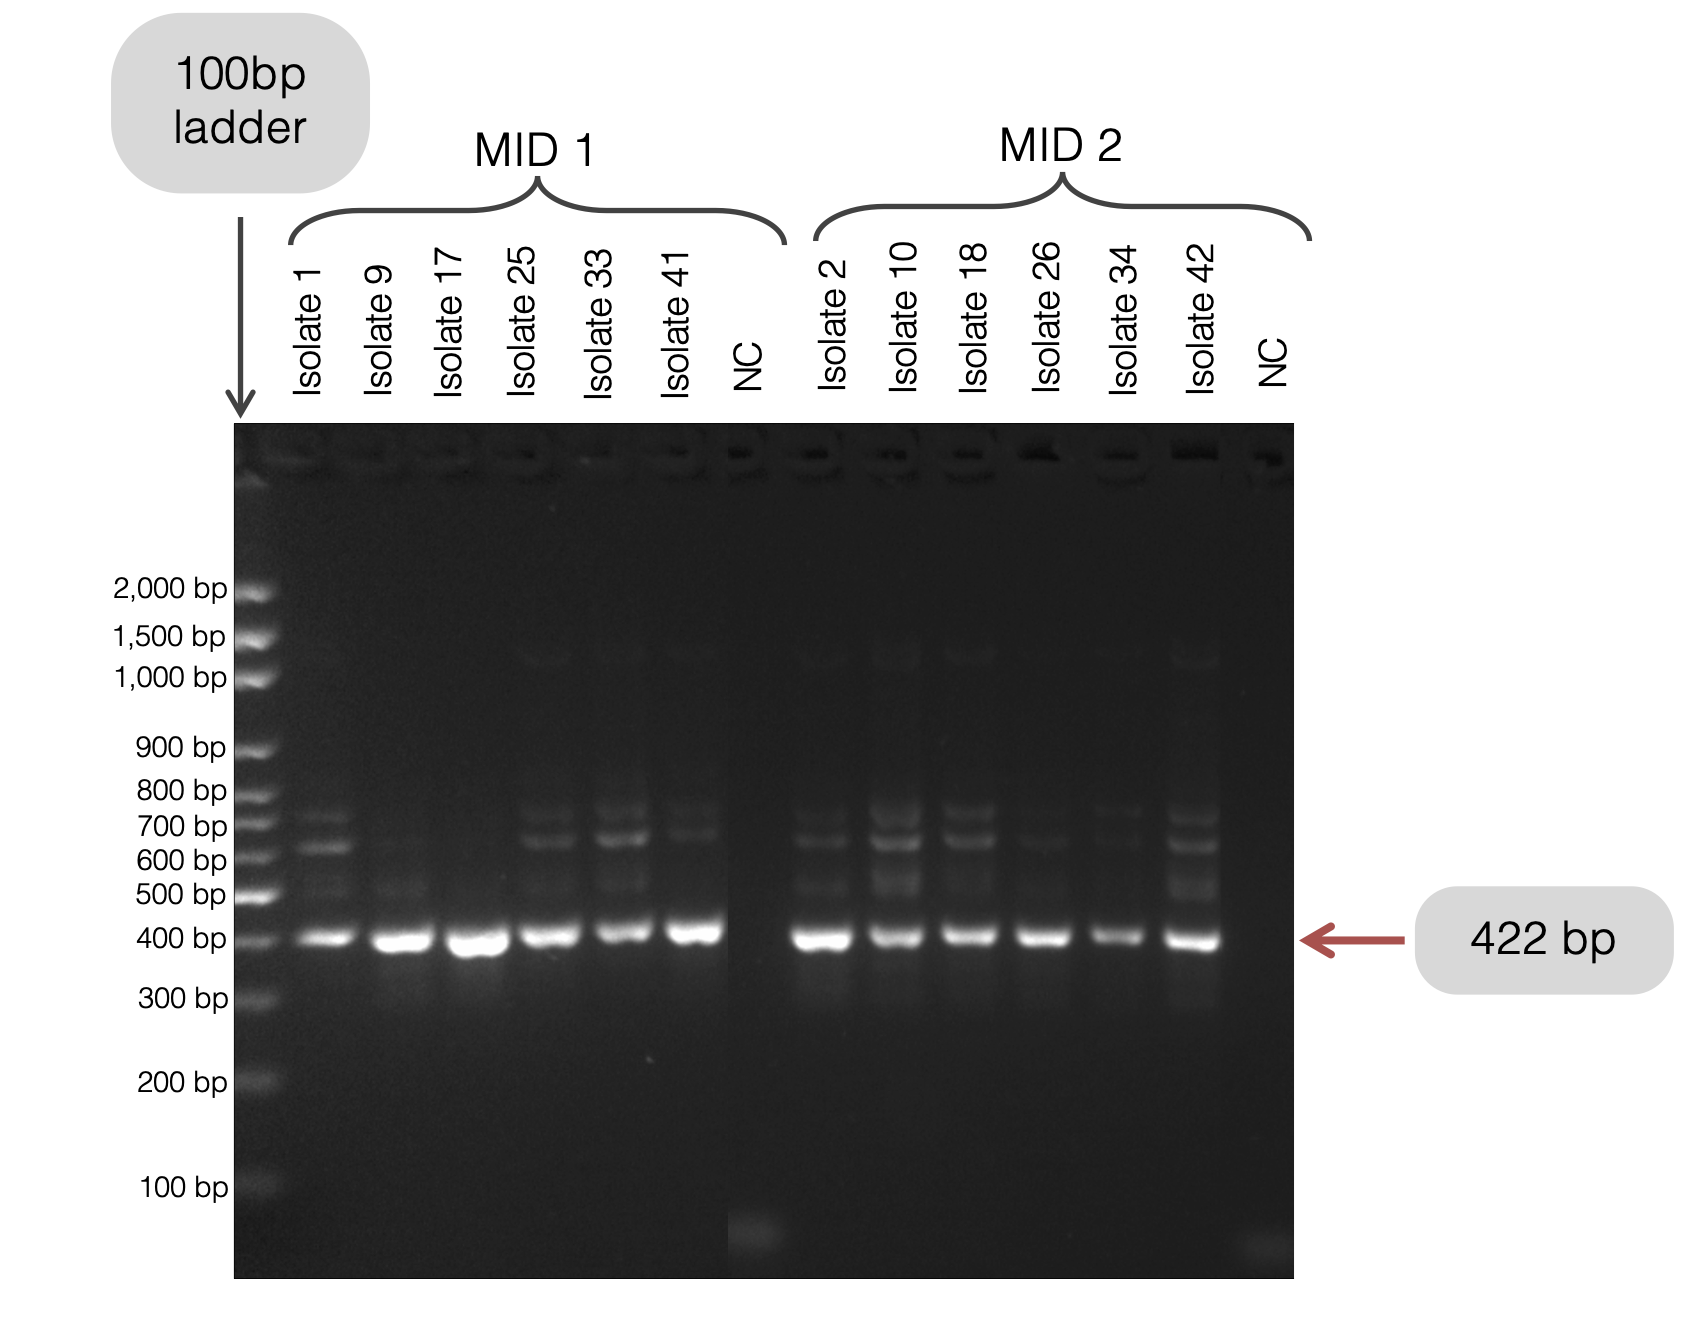 100bp
ladder
MID 1
MID 2
Isolate 1
Isolate 9
Isolate 17
Isolate 25
Isolate 33
Isolate 41
NC
Isolate 2
Isolate 10
Isolate 18
Isolate 26
Isolate 34
Isolate 42
NC
2,000 bp
1,500 bp
1,000 bp
900 bp
800 bp
700 bp
600 bp
500 bp
400 bp
300 bp
200 bp
100 bp
422 bp